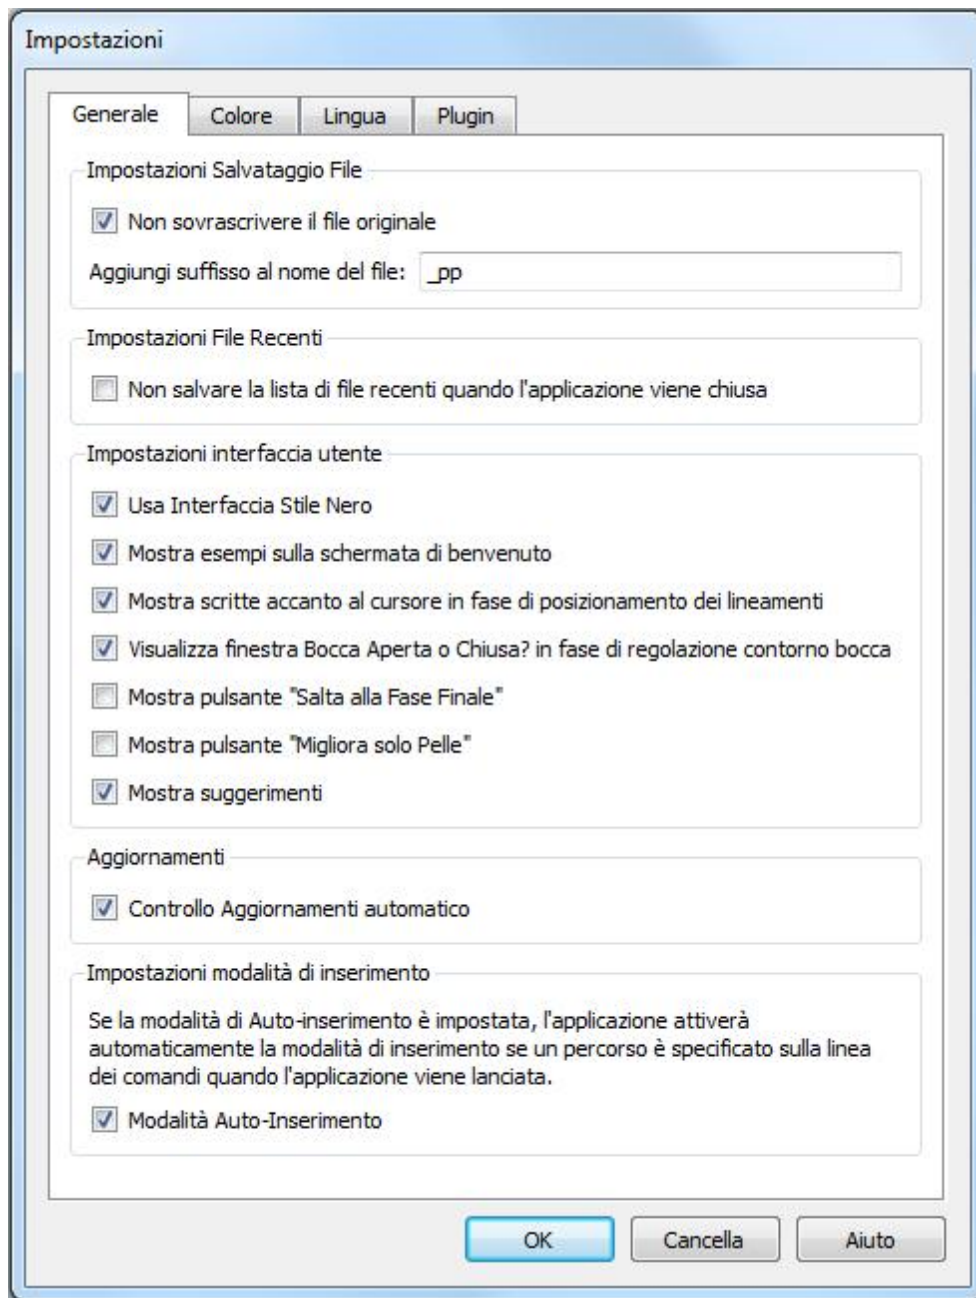 Impostazioni
Generale Colore Lingua Plugin
Impostazioni Salvataggio File
Non sovrascrivere il file originale
Aggiungi suffisso al nome del file: _pp
Impostazioni File Recenti
Non salvare la lista di file recenti quando l'applicazione viene chiusa
Impostazioni interfaccia utente
Usa Interfaccia Stile Nero
Mostra esempi sulla schermata di benvenuto
Mostra scritte accanto al cursore in fase di posizionamento dei lineamenti
Visualizza finestra Bocca Aperta o Chiusa? in fase di regolazione contorno bocca
Mostra pulsante "Salta alla Fase Finale"
Mostra pulsante "Migliora solo Pelle"
Mostra suggerimenti
Aggiornamenti
Controllo Aggiornamenti automatico
Impostazioni modalità di inserimento
Se la modalità di Auto-inserimento è impostata, l'applicazione attiverà
automaticamente la modalità di inserimento se un percorso è specificato sulla linea
dei comandi quando l'applicazione viene lanciata.
Modalità Auto-Inserimento
OK Cancella Aiuto